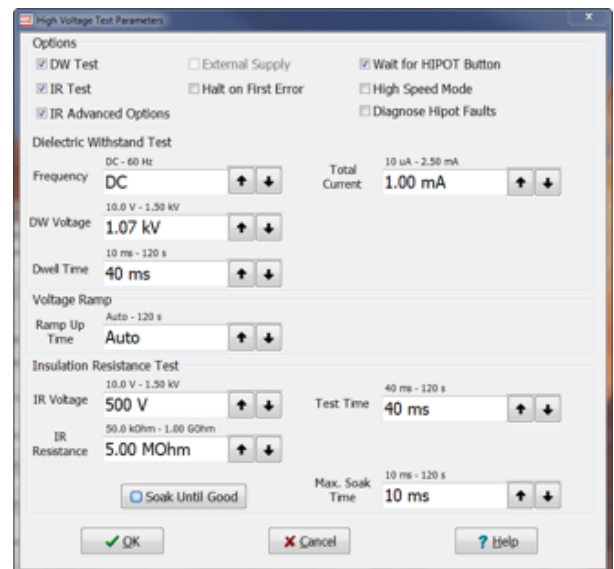 High Voltage Test Parameters
x
Options
DW Test
External Supply
Wait for HIPOT Button
IR Test
Halt on First Error
High Speed Mode
IR Advanced Options
Diagnose Hipot Faults
Dielectric Withstand Test
DC - 60 Hz
Frequency
DC
10 uA - 2.50 mA
Total
Current
1.00 mA
10.0 V - 1.50 kV
DW Voltage
1.07 kV
10 ms - 120 s
Dwell Time
40 ms
Voltage Ramp
Auto - 120 s
Ramp Up
Time
Auto
Insulation Resistance Test
10.0 V - 1.50 kV
IR Voltage
500 V
40 ms - 120 s
Test Time
40 ms
50.0 kOhm - 1.00 GOhm
IR
Resistance
5.00 MOhm
Soak Until Good
10 ms - 120 s
Max. Soak
Time
10 ms
OK
Cancel
? Help